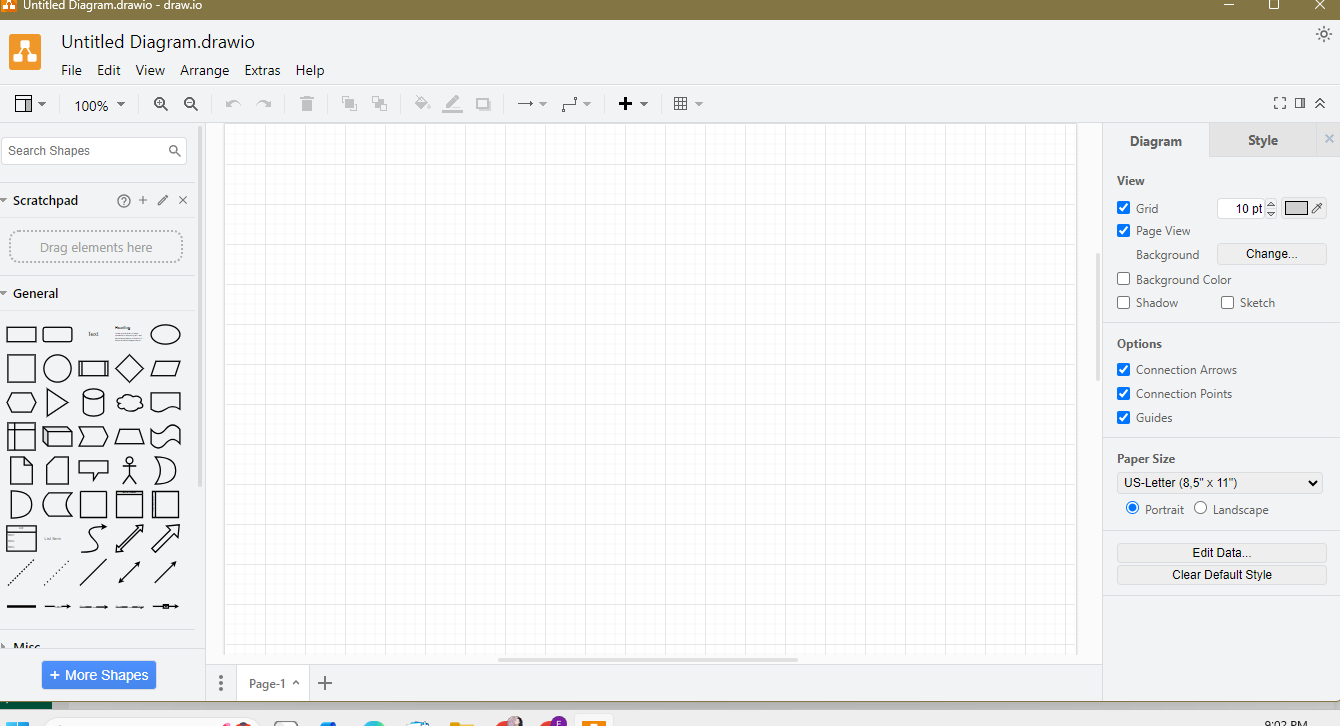 Untitled Diagram.drawio - draw.io
Untitled Diagram.drawio
File Edit View Arrange Extras Help
100%
Search Shapes
Scratchpad
Drag elements here
General
Text
Heading
List Item
Misc
+ More Shapes
Page-1
Diagram Style
View
Grid 10 pt
Page View
Background Change...
Background Color
Shadow Sketch
Options
Connection Arrows
Connection Points
Guides
Paper Size
US-Letter (8,5" x 11")
Portrait Landscape
Edit Data...
Clear Default Style
9:02 PM